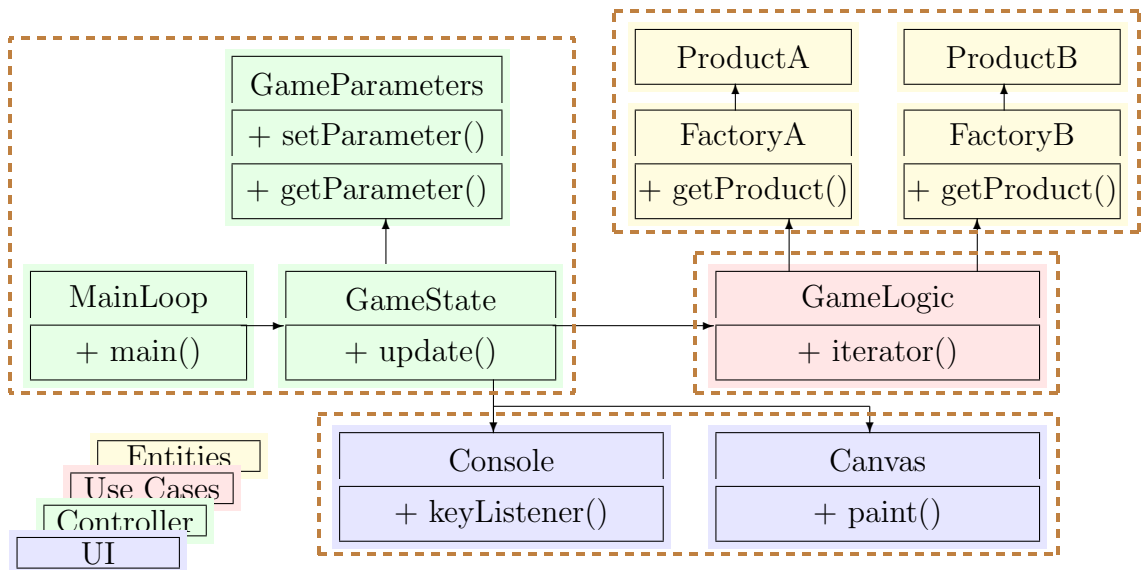 GameParameters
+ setParameter()
+ getParameter()
MainLoop
+ main()
GameState
+ update()
ProductA
ProductB
FactoryA
+ getProduct()
FactoryB
+ getProduct()
GameLogic
+ iterator()
Console
+ keyListener()
Canvas
+ paint()
Entities
Use Cases
Controller
UI